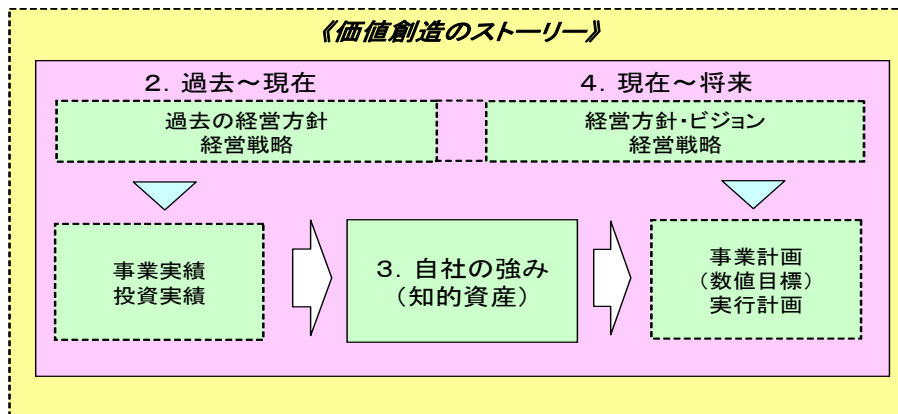 《価値創造のストーリー》
2．過去～現在
4．現在～将来
過去の経営方針
経営戦略
経営方針・ビジョン
経営戦略
事業実績
投資実績
3．自社の強み
（知的資産）
事業計画
（数値目標）
実行計画